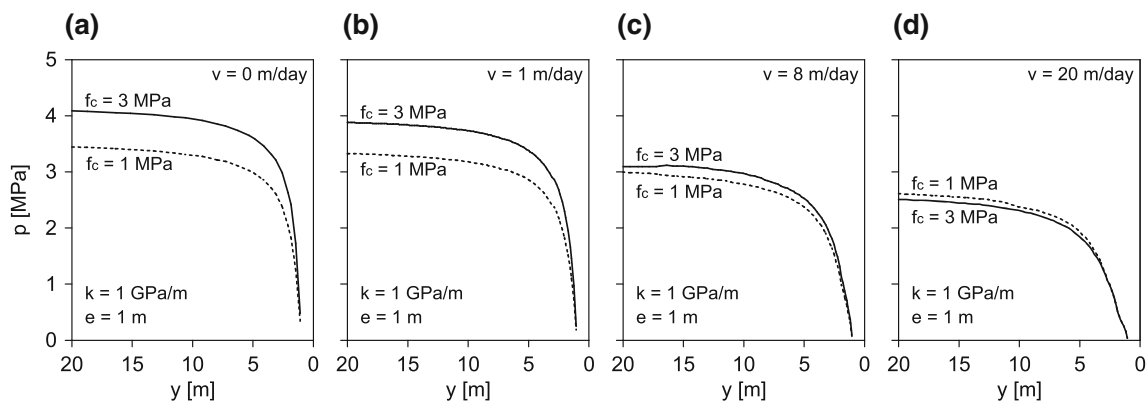 (a)
(b)
(c)
(d)
p [MPa]
5
4
3
2
1
0
v = 0 m/day
fc = 3 MPa
fc = 1 MPa
k = 1 GPa/m
e = 1 m
20 15 10 5 0
y [m]
v = 1 m/day
fc = 3 MPa
fc = 1 MPa
k = 1 GPa/m
e = 1 m
20 15 10 5 0
y [m]
v = 8 m/day
fc = 3 MPa
fc = 1 MPa
k = 1 GPa/m
e = 1 m
20 15 10 5 0
y [m]
v = 20 m/day
fc = 1 MPa
fc = 3 MPa
k = 1 GPa/m
e = 1 m
20 15 10 5 0
y [m]